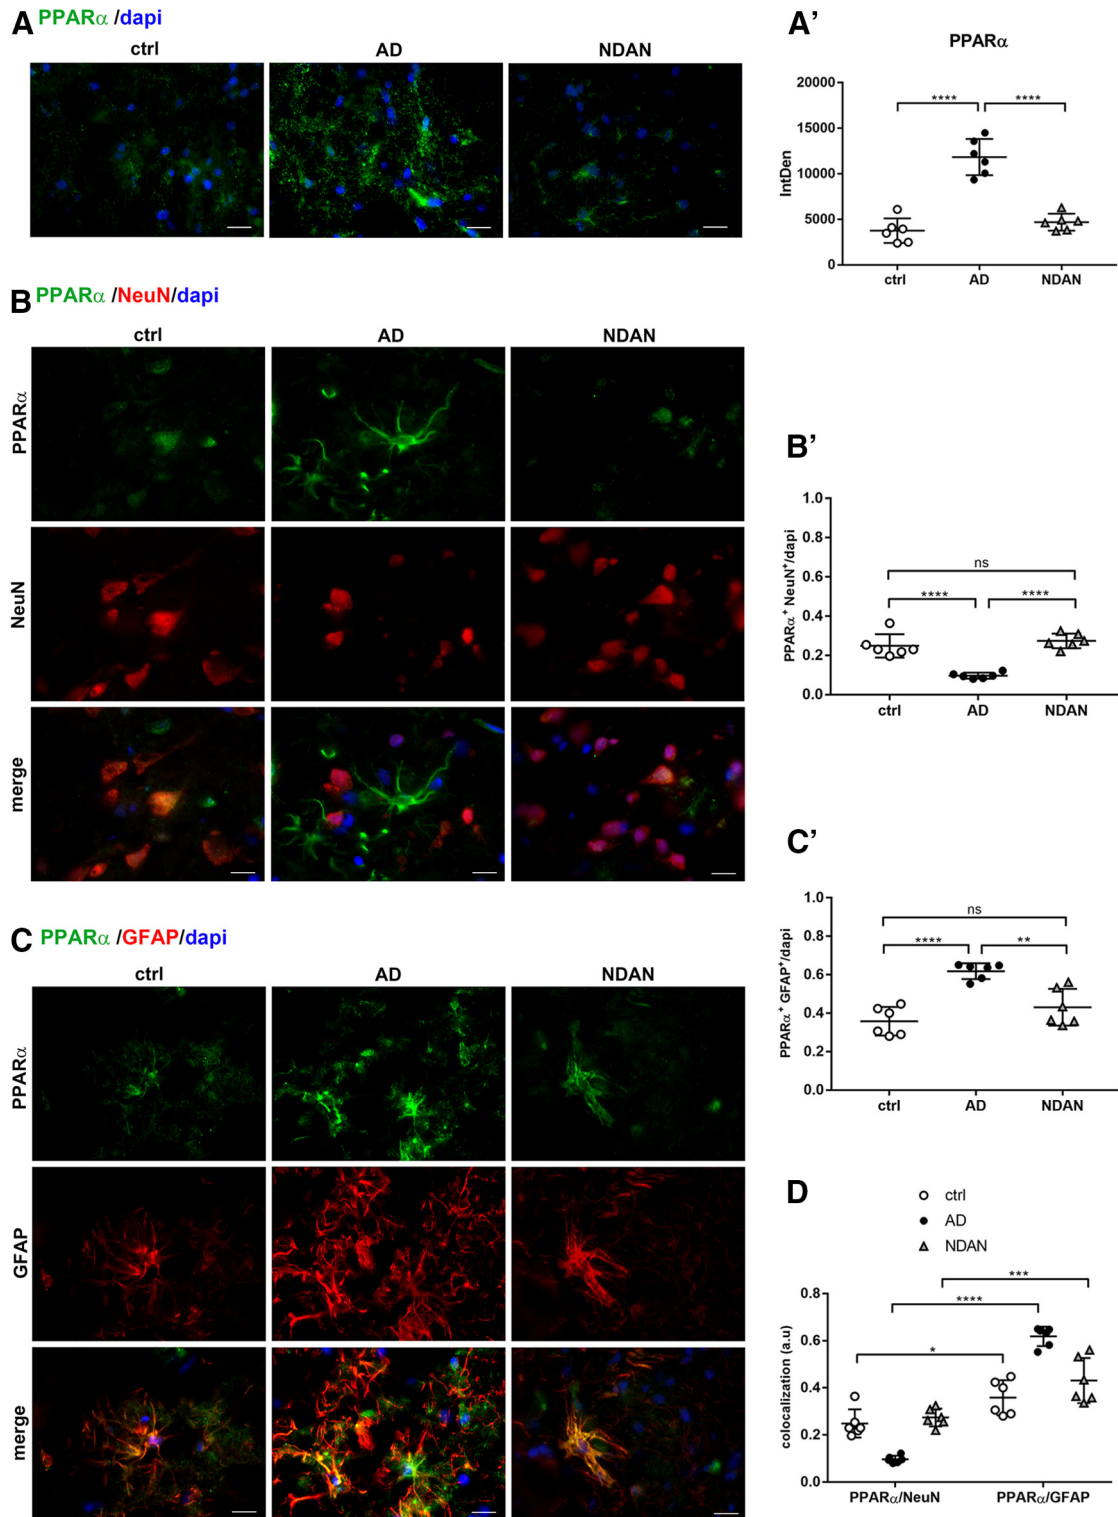 A PPARα /dapi
ctrl AD NDAN
A'
PPARα
20000
15000
10000
5000
0
IntDen
**** ****
ctrl AD NDAN
B PPARα /NeuN/dapi
ctrl AD NDAN
PPARα
NeuN
merge
B'
1.0
0.8
0.6
0.4
0.2
0.0
PPARα⁺ NeuN⁺/dapi
ns
**** ****
ctrl AD NDAN
C PPARα /GFAP/dapi
ctrl AD NDAN
PPARα
GFAP
merge
C'
1.0
0.8
0.6
0.4
0.2
0.0
PPARα⁺ GFAP⁺/dapi
ns
**** **
ctrl AD NDAN
D
ctrl
AD
NDAN
0.8
0.6
0.4
0.2
0.0
colocalization (a.u)
***
****
*
PPARα/NeuN PPARα/GFAP